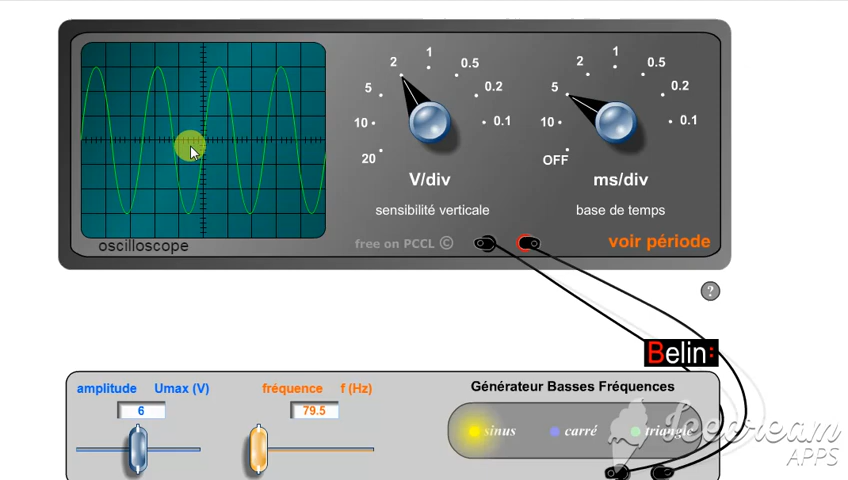 2
1
0.5
5
0.2
10
0.1
20
V/div
sensibilité verticale
2
1
0.5
5
0.2
10
0.1
OFF
ms/div
base de temps
oscilloscope
free on PCCL ©
voir période
?
Belin:
amplitude Umax (V)
6
fréquence f (Hz)
79.5
Générateur Basses Fréquences
sinus
carré
triangle
Icecream
APPS